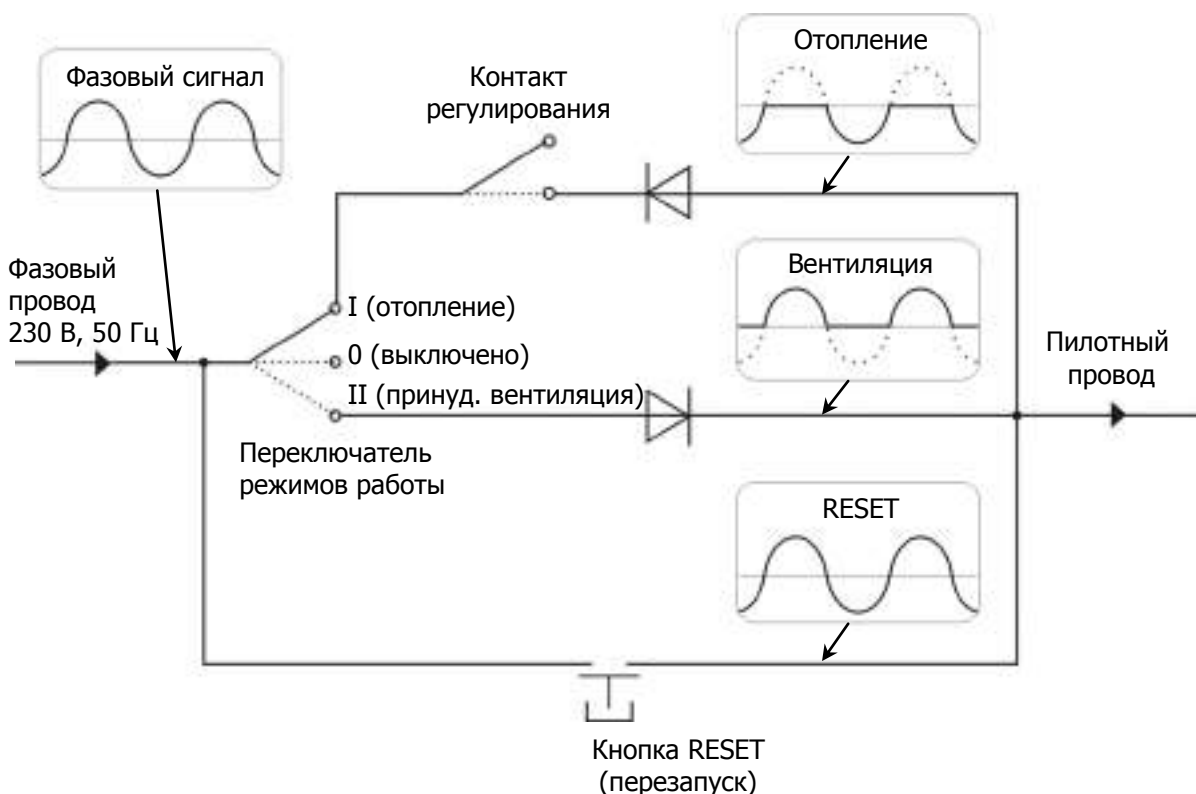 Фазовый сигнал
Контакт
регулирования
Отопление
Фазовый
провод
230 В, 50 Гц
I (отопление)
0 (выключено)
II (принуд. вентиляция)
Вентиляция
Пилотный
провод
Переключатель
режимов работы
RESET
Кнопка RESET
(перезапуск)